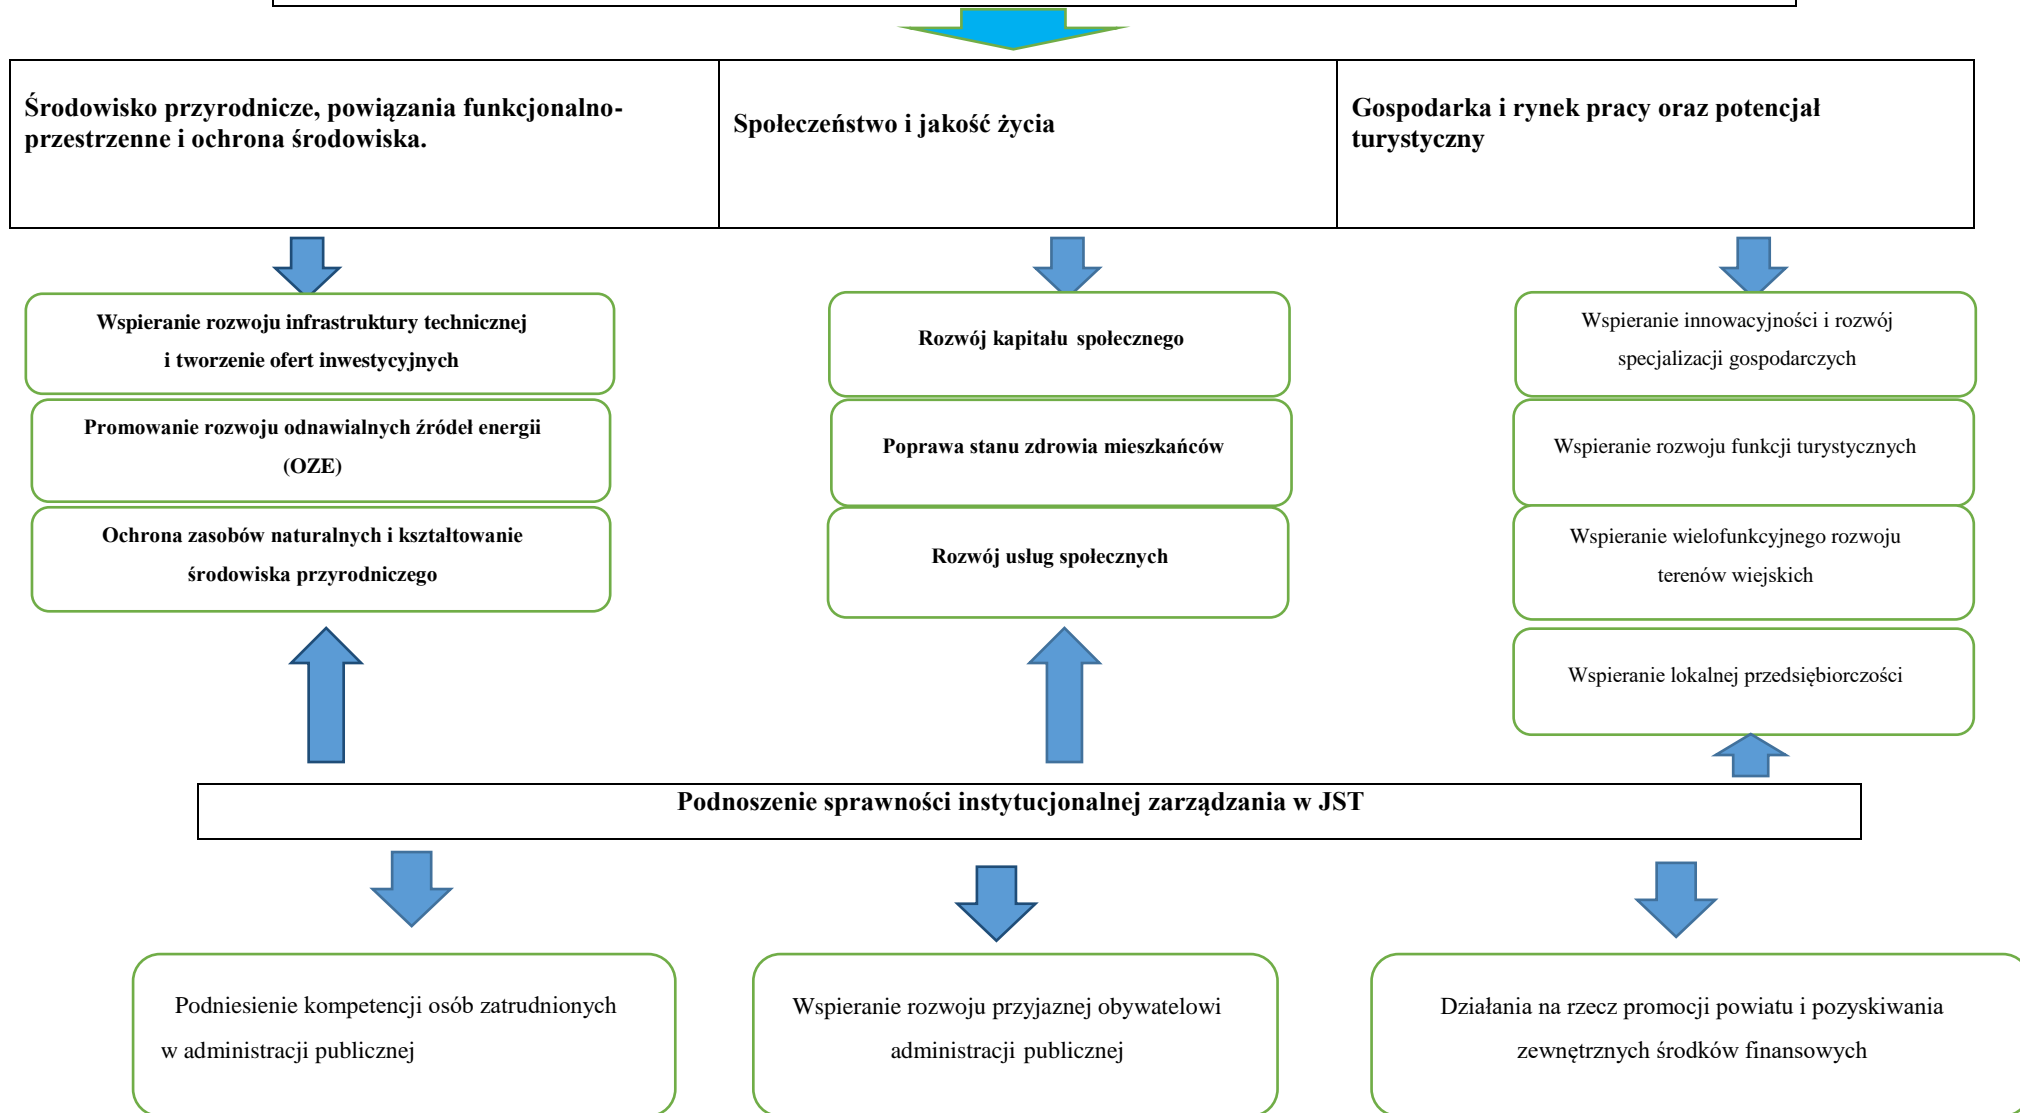 Środowisko przyrodnicze, powiązania funkcjonalno-
przestrzenne i ochrona środowiska.
Społeczeństwo i jakość życia
Gospodarka i rynek pracy oraz potencjał
turystyczny
Wspieranie rozwoju infrastruktury technicznej
i tworzenie ofert inwestycyjnych
Promowanie rozwoju odnawialnych źródeł energii
(OZE)
Ochrona zasobów naturalnych i kształtowanie
środowiska przyrodniczego
Rozwój kapitału społecznego
Poprawa stanu zdrowia mieszkańców
Rozwój usług społecznych
Wspieranie innowacyjności i rozwój
specjalizacji gospodarczych
Wspieranie rozwoju funkcji turystycznych
Wspieranie wielofunkcyjnego rozwoju
terenów wiejskich
Wspieranie lokalnej przedsiębiorczości
Podnoszenie sprawności instytucjonalnej zarządzania w JST
Podniesienie kompetencji osób zatrudnionych
w administracji publicznej
Wspieranie rozwoju przyjaznej obywatelowi
administracji publicznej
Działania na rzecz promocji powiatu i pozyskiwania
zewnętrznych środków finansowych